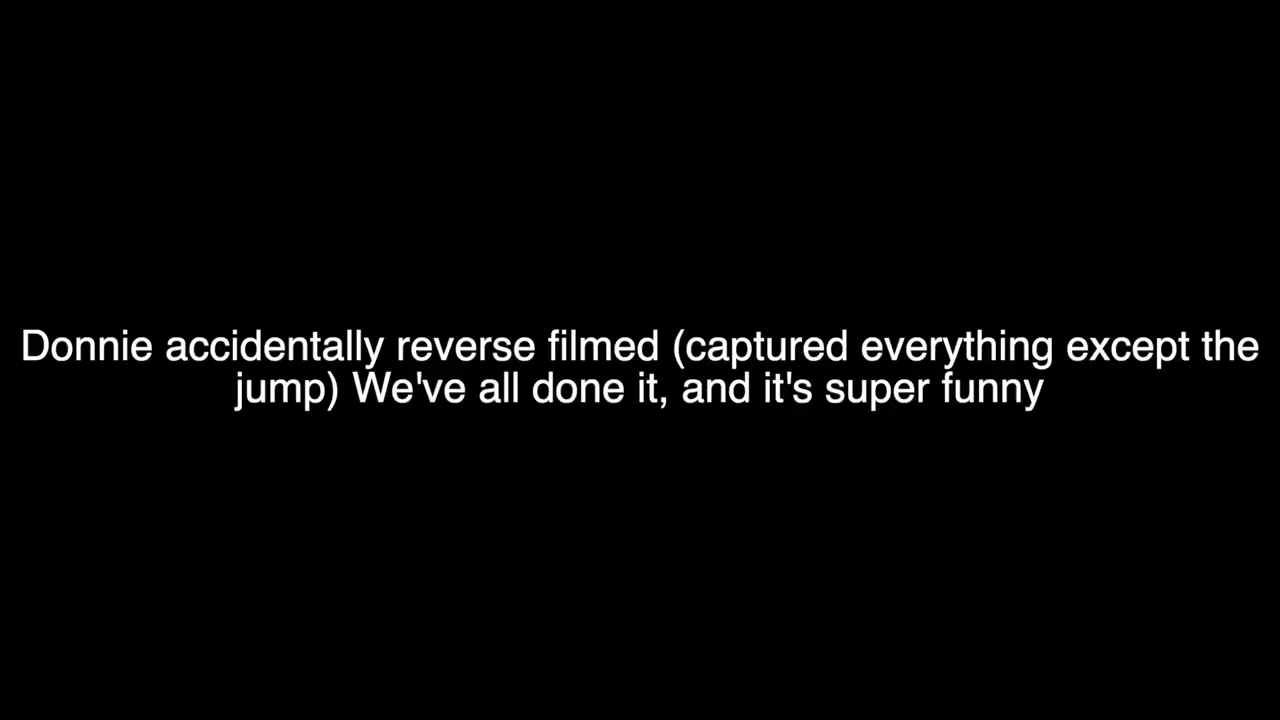 Donnie accidentally reverse filmed (captured everything except the
jump) We've all done it, and it's super funny